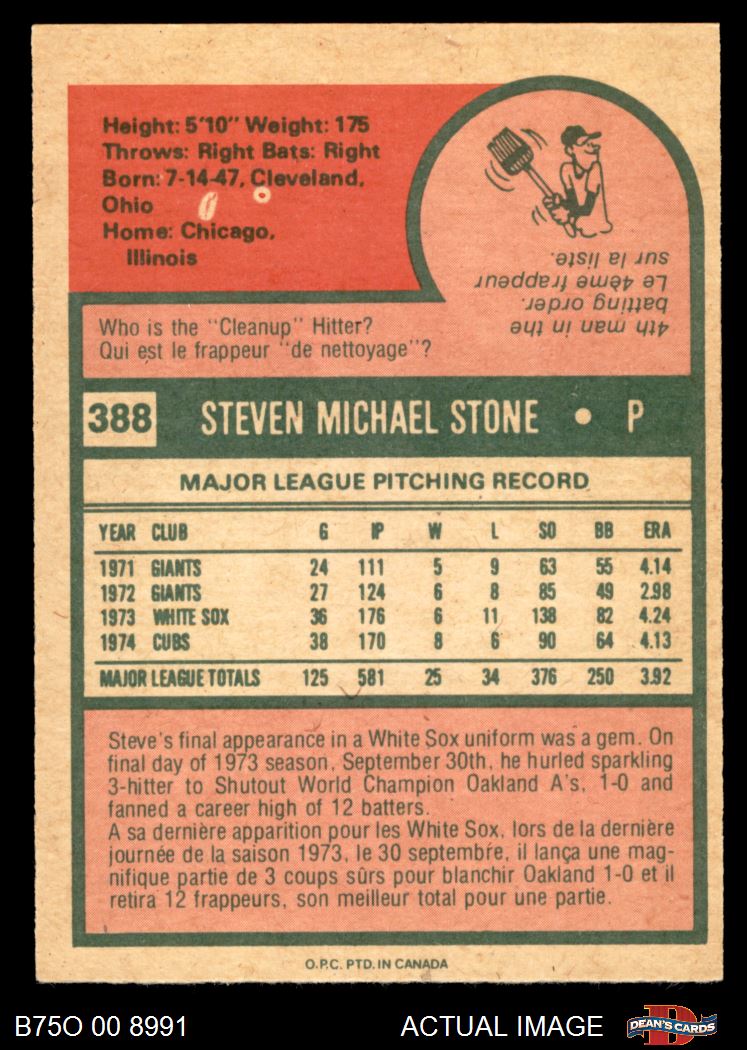 Height: 5'10" Weight: 175
Throws: Right Bats: Right
Born: 7-14-47, Cleveland,
Ohio
Home: Chicago,
Illinois
4th man in the
batting order.
Le 4ème frappeur
sur la liste.
Who is the "Cleanup" Hitter?
Qui est le frappeur "de nettoyage"?
388 STEVEN MICHAEL STONE • P
MAJOR LEAGUE PITCHING RECORD
YEAR CLUB G IP W L SO BB ERA
1971 GIANTS 24 111 5 9 63 55 4.14
1972 GIANTS 27 124 6 8 85 49 2.98
1973 WHITE SOX 36 176 6 11 138 82 4.24
1974 CUBS 38 170 8 6 90 64 4.13
MAJOR LEAGUE TOTALS 125 581 25 34 376 250 3.92
Steve's final appearance in a White Sox uniform was a gem. On
final day of 1973 season, September 30th, he hurled sparkling
3-hitter to Shutout World Champion Oakland A's, 1-0 and
fanned a career high of 12 batters.
A sa dernière apparition pour les White Sox, lors de la dernière
journée de la saison 1973, le 30 septembre, il lança une mag-
nifique partie de 3 coups sûrs pour blanchir Oakland 1-0 et il
retira 12 frappeurs, son meilleur total pour une partie.
O.P.C. PTD. IN CANADA
B75O 00 8991 ACTUAL IMAGE DEAN'S CARDS